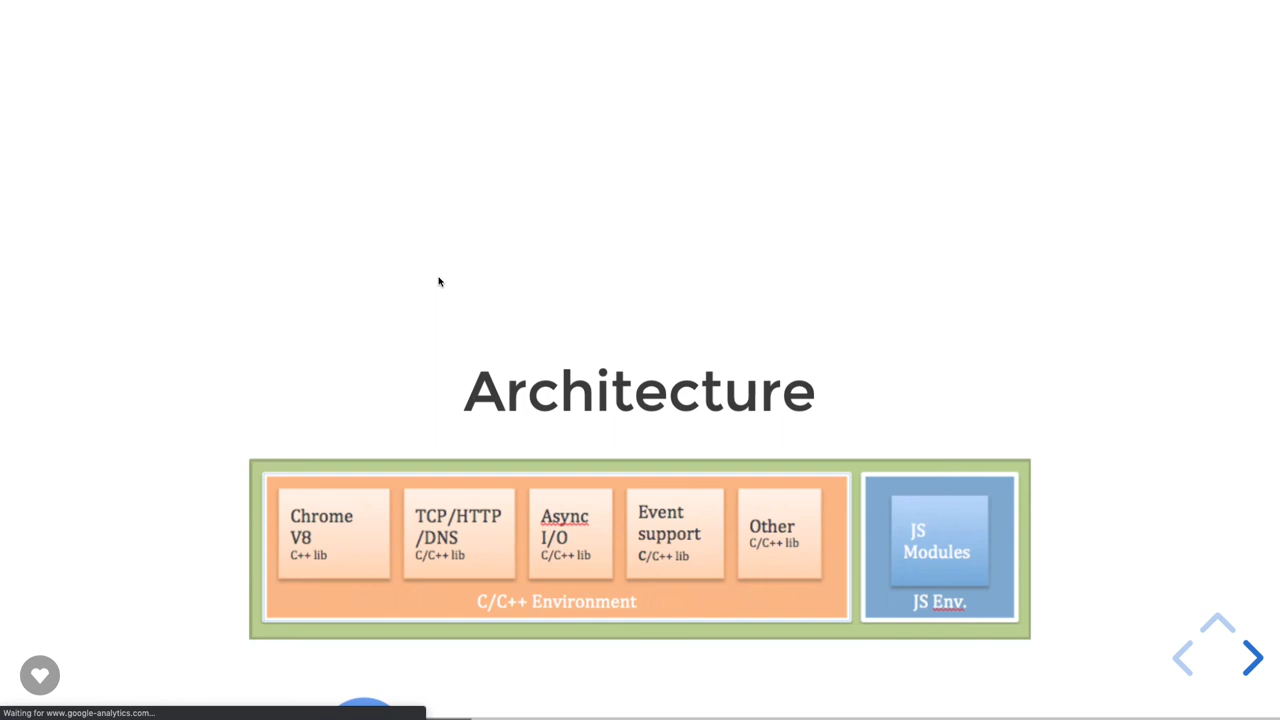 Architecture
Chrome
V8
C++ lib
TCP/HTTP
/DNS
C/C++ lib
Async
I/O
C/C++ lib
Event
support
C/C++ lib
Other
C/C++ lib
C/C++ Environment
JS
Modules
JS Env.
Waiting for www.google-analytics.com...